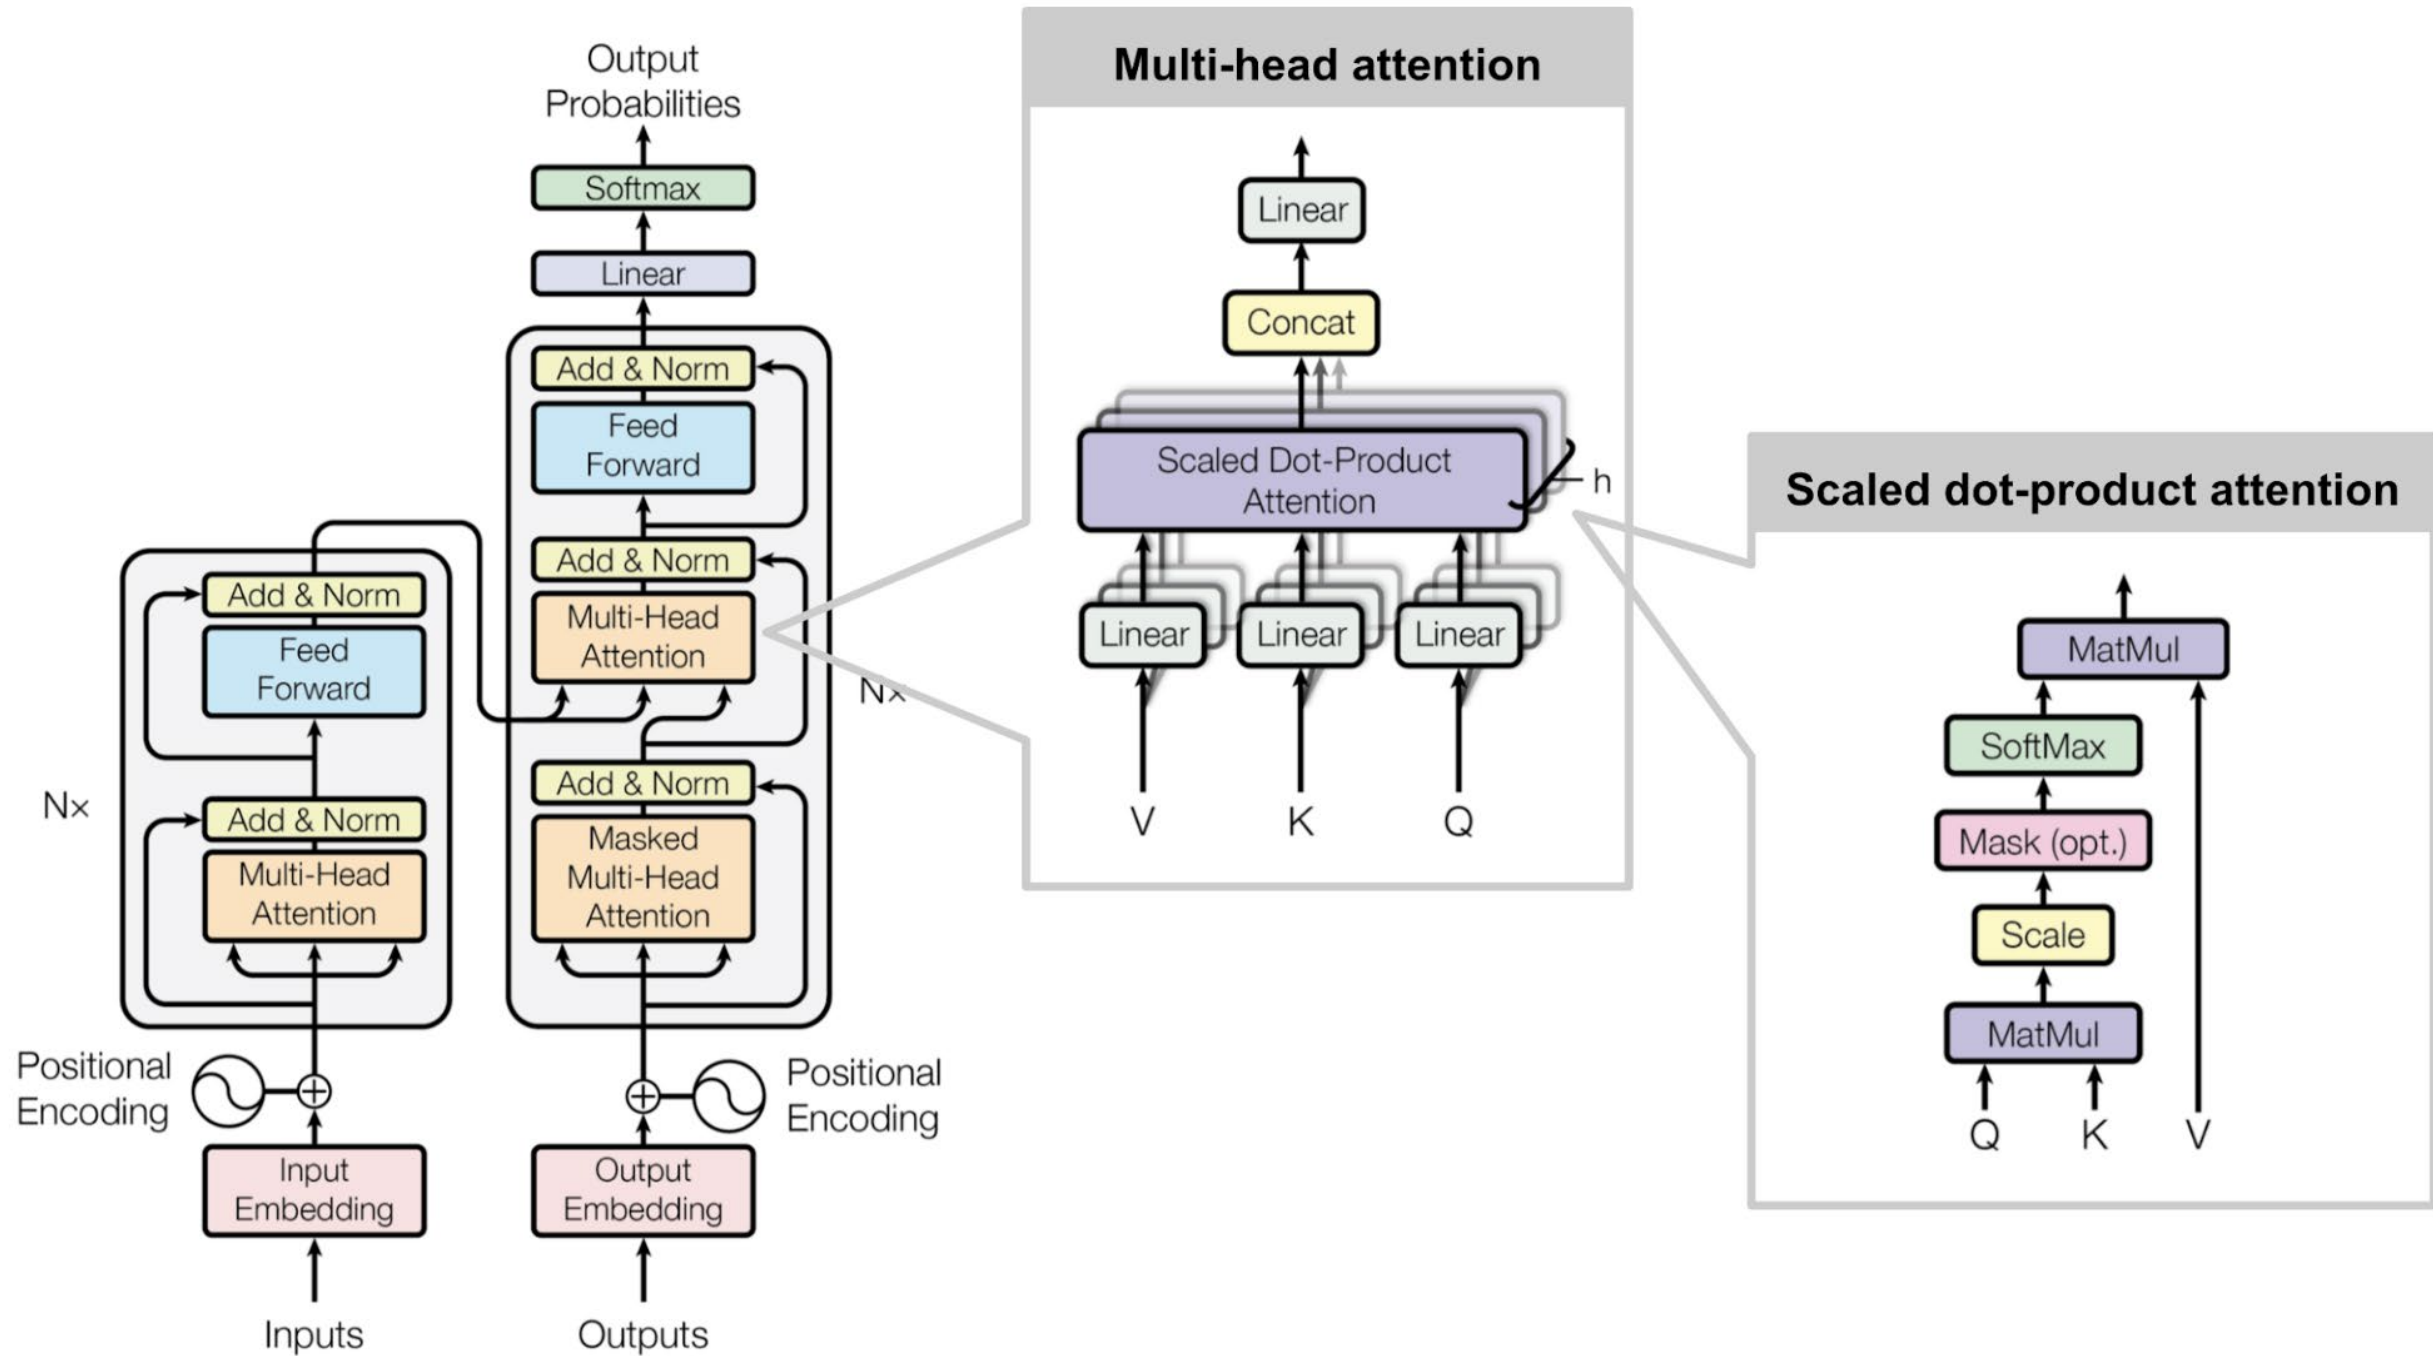 Output
Probabilities
Softmax
Linear
Add & Norm
Feed
Forward
Add & Norm
Multi-Head
Attention
Nx
Add & Norm
Masked
Multi-Head
Attention
Positional
Encoding
Output
Embedding
Outputs
Add & Norm
Feed
Forward
Nx
Add & Norm
Multi-Head
Attention
Positional
Encoding
Input
Embedding
Inputs
Multi-head attention
Linear
Concat
Scaled Dot-Product
Attention
h
Linear Linear Linear
V K Q
Scaled dot-product attention
MatMul
SoftMax
Mask (opt.)
Scale
MatMul
Q K V